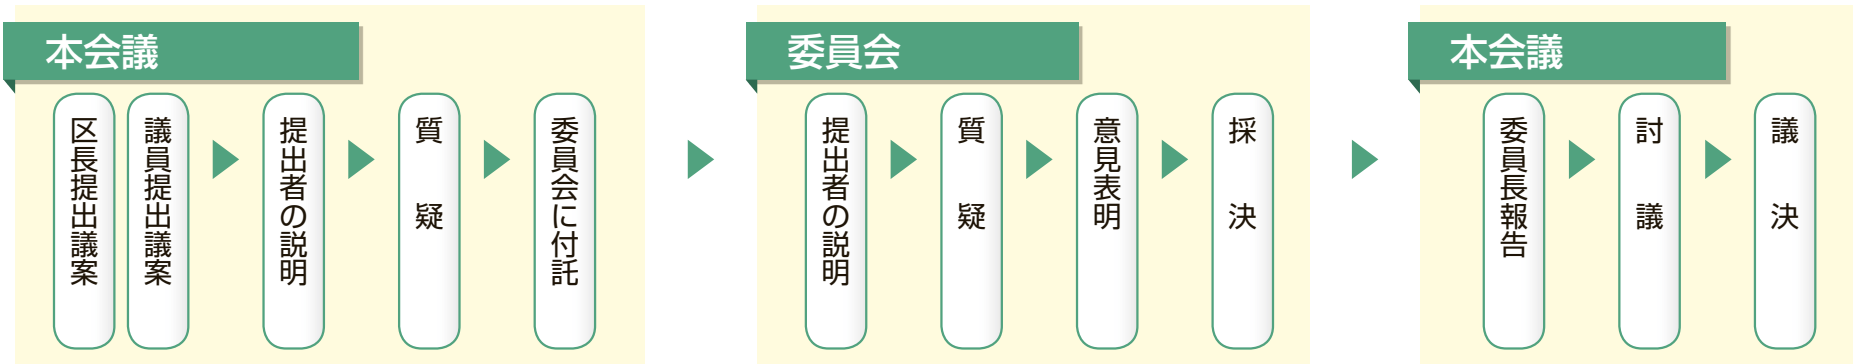 本会議
区長提出議案
議員提出議案
提出者の説明
質疑
委員会に付託
委員会
提出者の説明
質疑
意見表明
採決
本会議
委員長報告
討議
議決